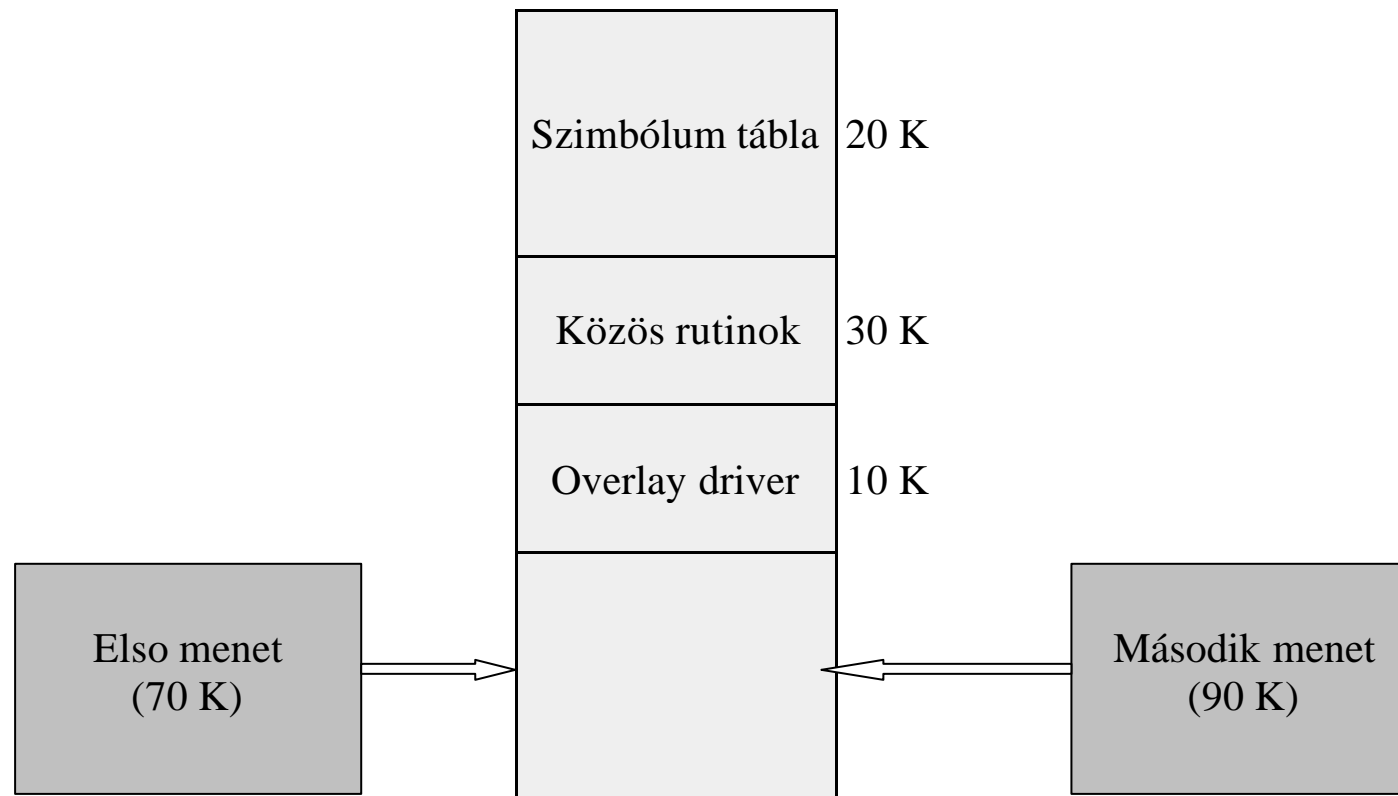 Szimbólum tábla 20 K
Közös rutinok 30 K
Overlay driver 10 K
Elso menet
(70 K)
Második menet
(90 K)